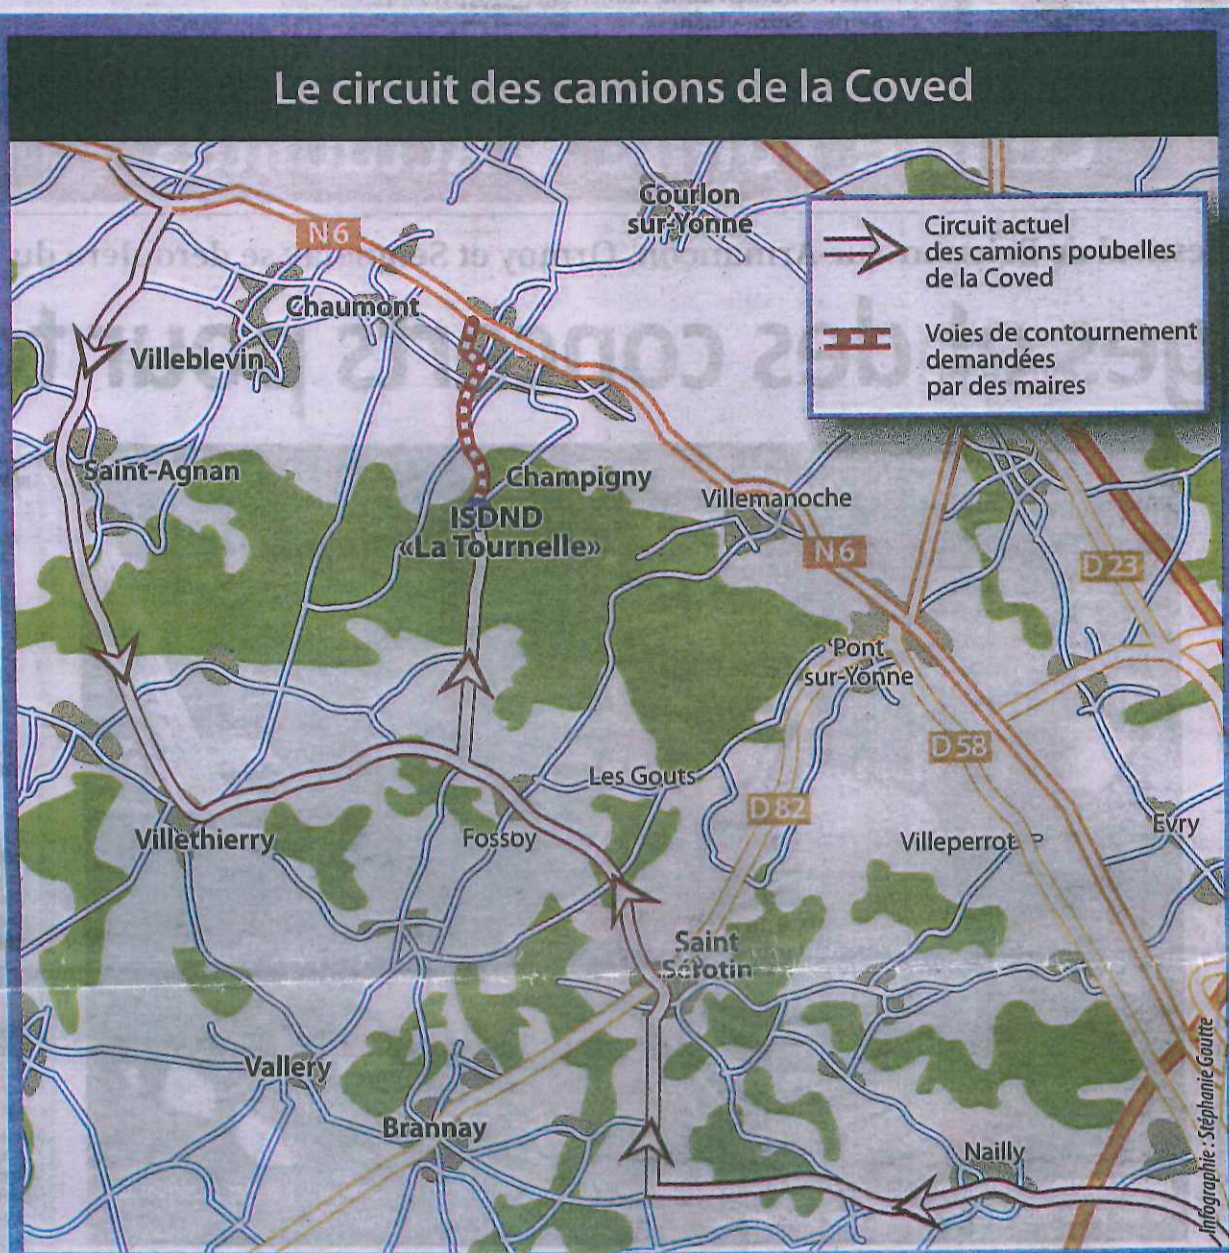 Le circuit des camions de la Coved
Courlon
sur-Yonne
Circuit actuel
des camions poubelles
de la Coved
Voies de contournement
demandées
par des maires
N6
Chaumont
Villeblevin
Saint-Agnan
Champigny
Villemanoche
ISDND
«La Tournelle»
N6
D 23
Pont
sur-Yonne
D 58
Les Gouts
D 82
Villethierry
Fossoy
Villeperrot
Evry
Saint
Sérotin
Vallery
Brannay
Nailly
Infographie : Stéphanie Goutte